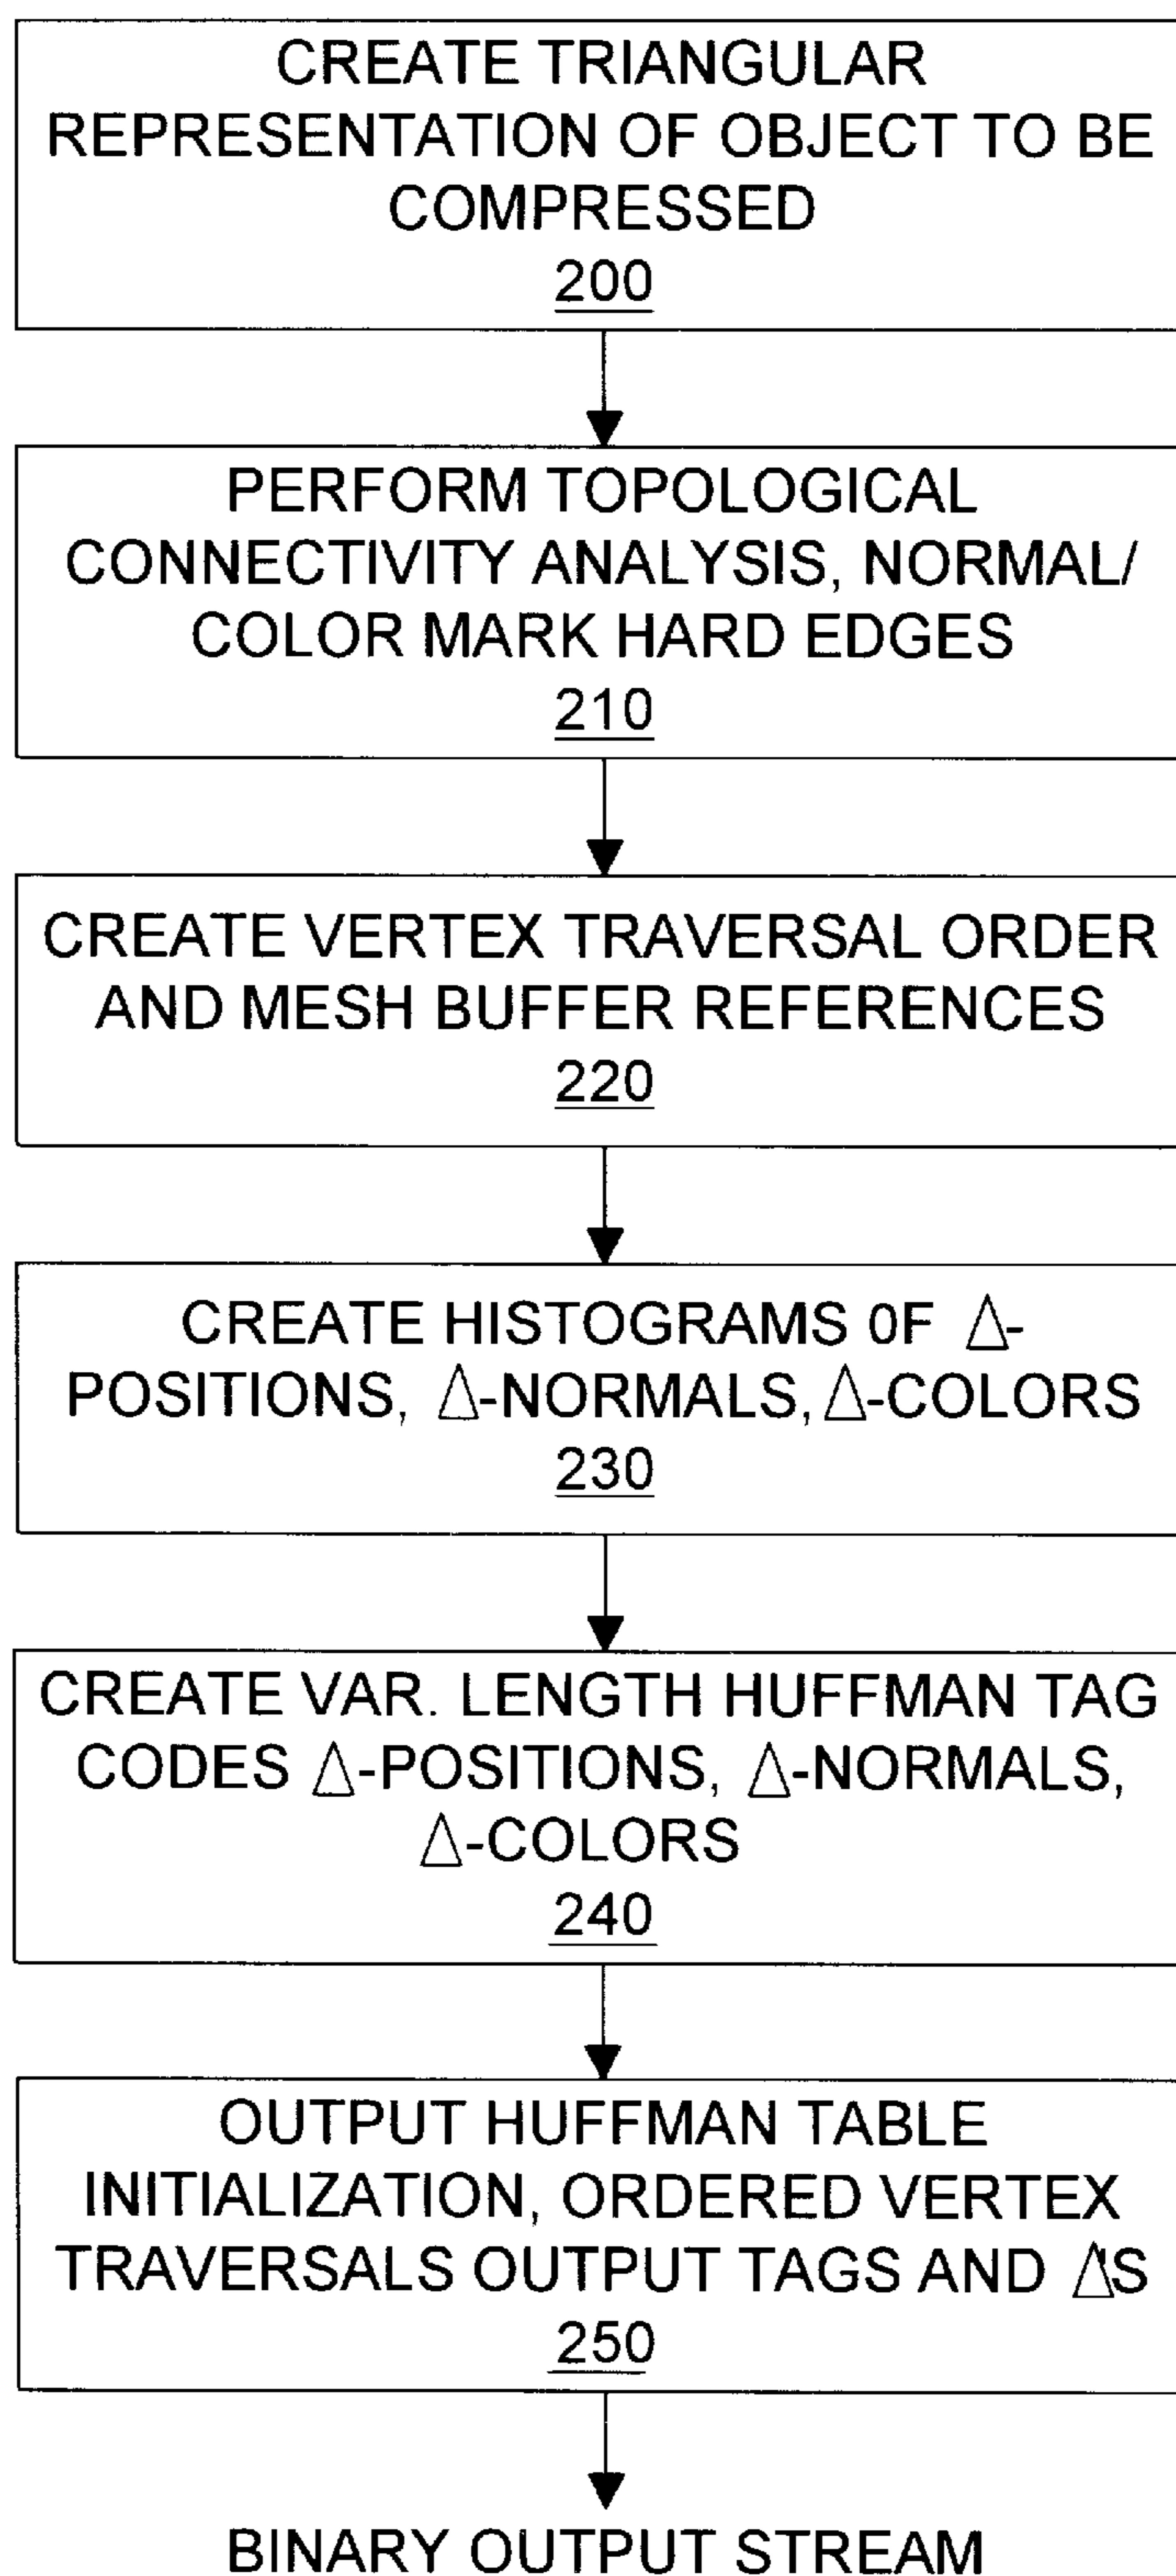 CREATE TRIANGULAR
REPRESENTATION OF OBJECT TO BE
COMPRESSED
200
PERFORM TOPOLOGICAL
CONNECTIVITY ANALYSIS, NORMAL/
COLOR MARK HARD EDGES
210
CREATE VERTEX TRAVERSAL ORDER
AND MESH BUFFER REFERENCES
220
CREATE HISTOGRAMS 0F Δ-
POSITIONS, Δ-NORMALS, Δ-COLORS
230
CREATE VAR. LENGTH HUFFMAN TAG
CODES Δ-POSITIONS, Δ-NORMALS,
Δ-COLORS
240
OUTPUT HUFFMAN TABLE
INITIALIZATION, ORDERED VERTEX
TRAVERSALS OUTPUT TAGS AND ΔS
250
BINARY OUTPUT STREAM